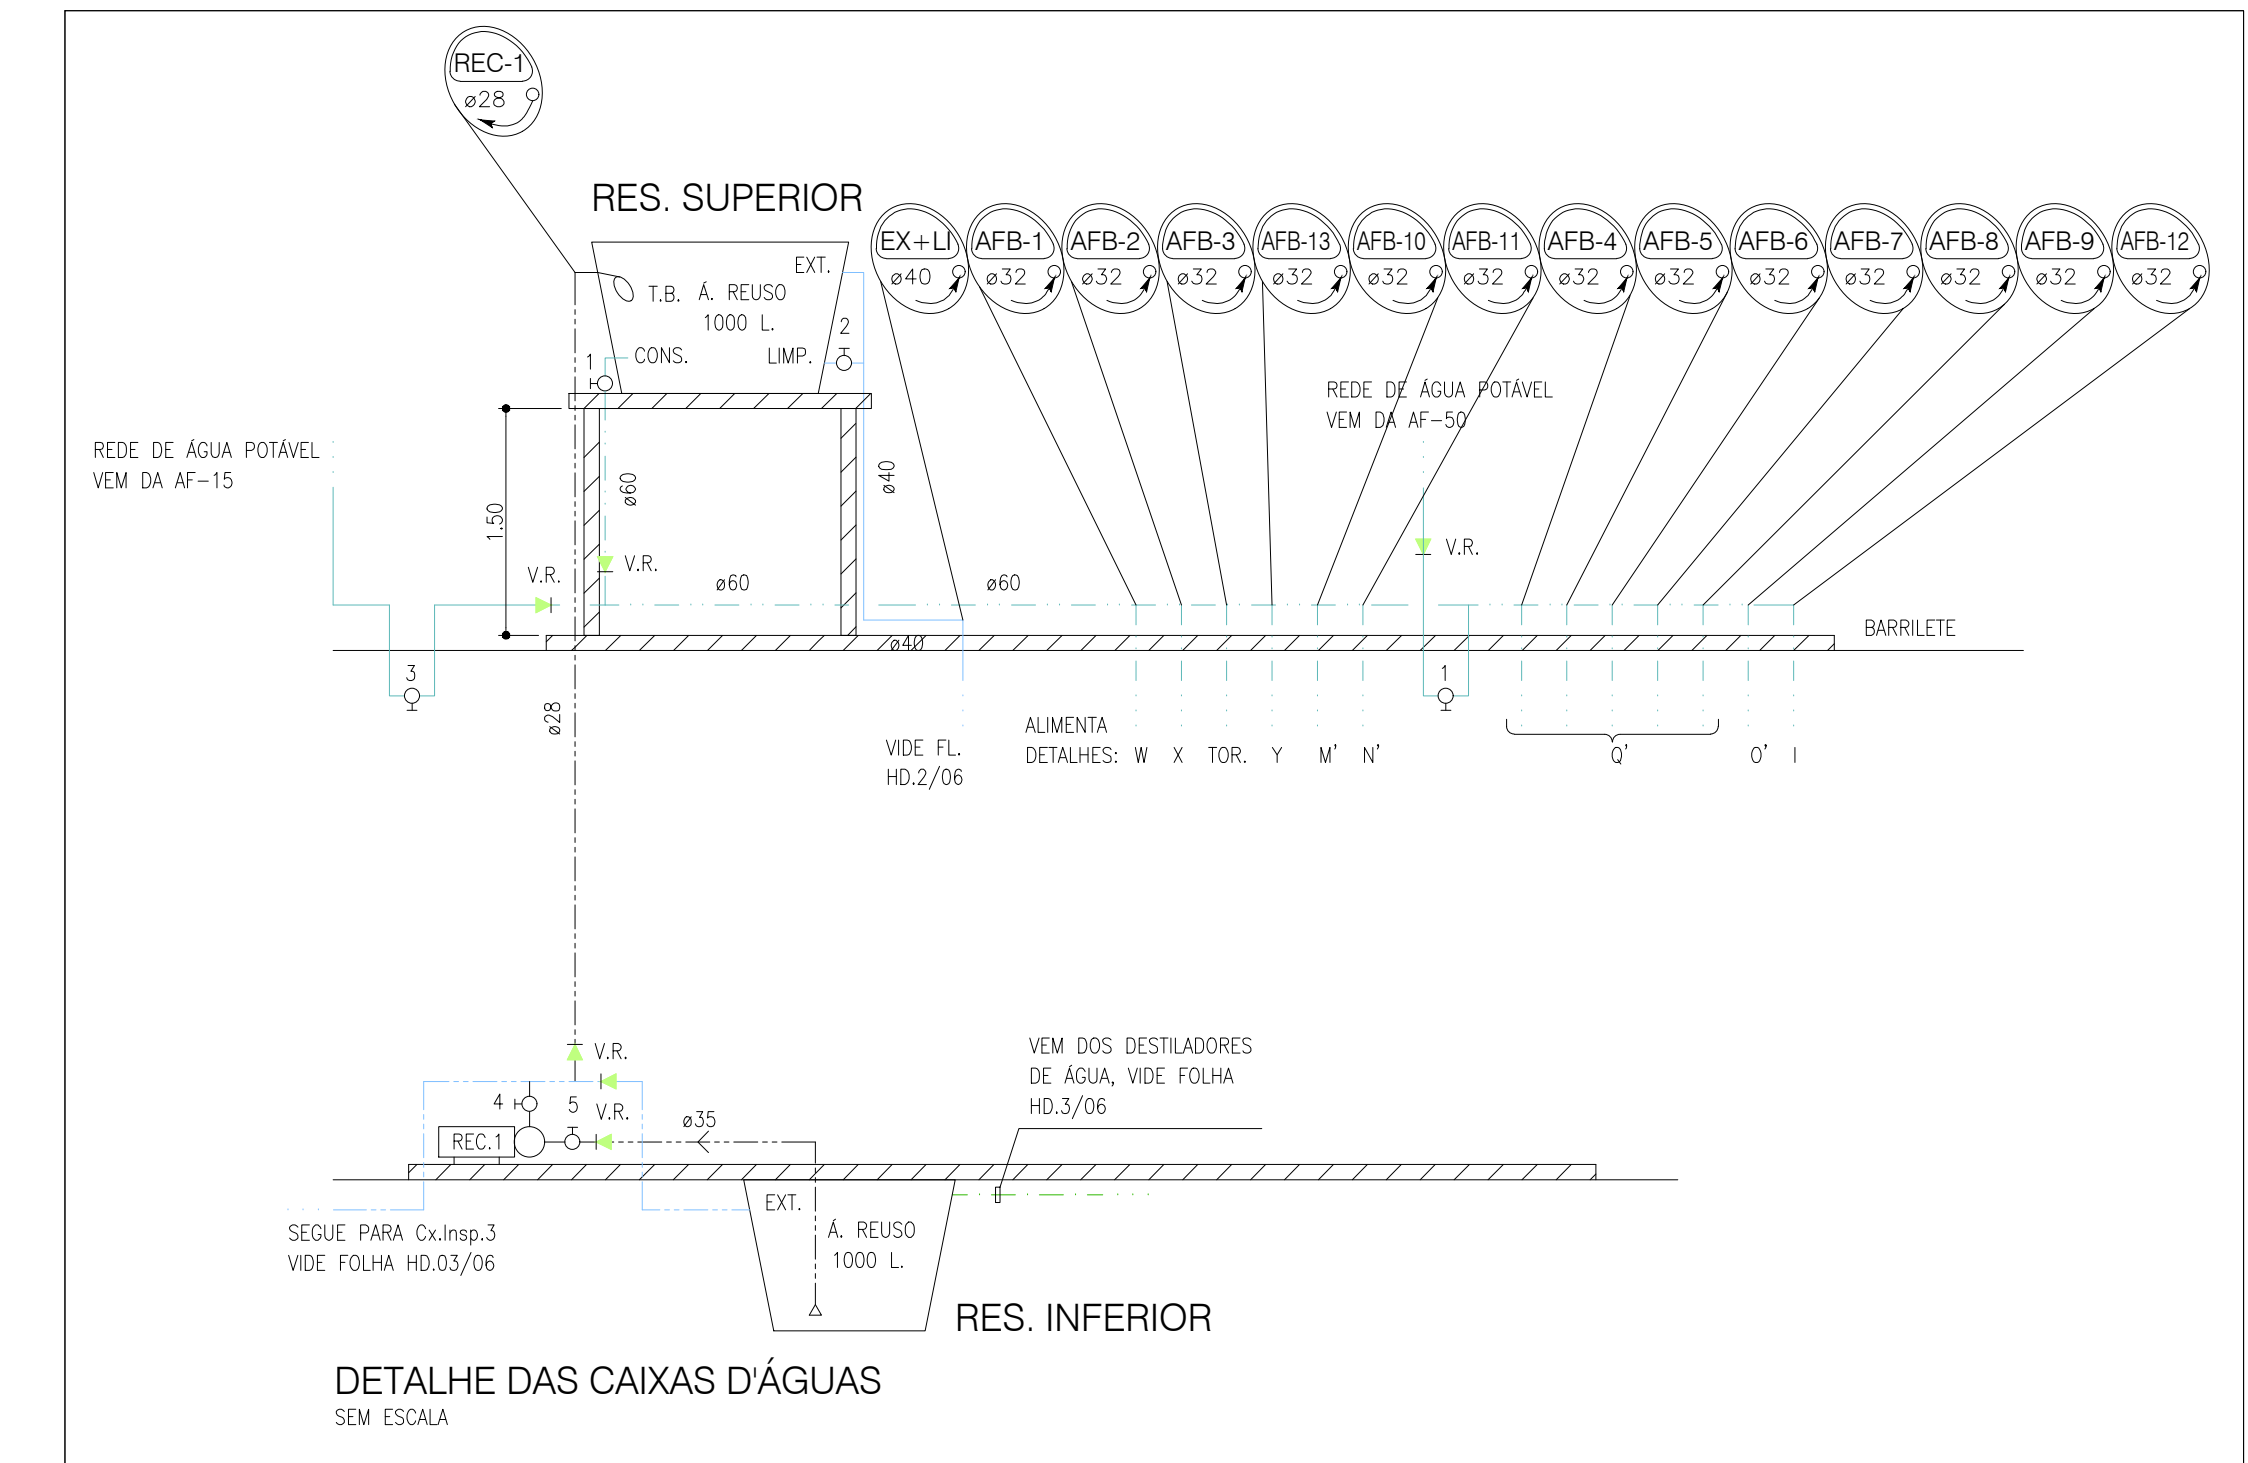 REC-1
ø28
RES. SUPERIOR
EX+LI
ø40
AFB-1
ø32
AFB-2
ø32
AFB-3
ø32
AFB-13
ø32
AFB-10
ø32
AFB-11
ø32
AFB-4
ø32
AFB-5
ø32
AFB-6
ø32
AFB-7
ø32
AFB-8
ø32
AFB-9
ø32
AFB-12
ø32
EXT.
T.B. Á. REUSO
1000 L.
2
1
CONS.
LIMP.
REDE DE ÁGUA POTÁVEL
VEM DA AF-50
REDE DE ÁGUA POTÁVEL
VEM DA AF-15
1.50
ø60
ø40
V.R.
V.R.
V.R.
ø60
ø60
ø40
BARRILETE
3
1
ø28
VIDE FL.
HD.2/06
ALIMENTA
DETALHES: W X TOR. Y M' N' Q' O' I
V.R.
4
5
V.R.
REC.1
ø35
VEM DOS DESTILADORES
DE ÁGUA, VIDE FOLHA
HD.3/06
EXT.
Á. REUSO
1000 L.
SEGUE PARA Cx.Insp.3
VIDE FOLHA HD.03/06
RES. INFERIOR
DETALHE DAS CAIXAS D'ÁGUAS
SEM ESCALA